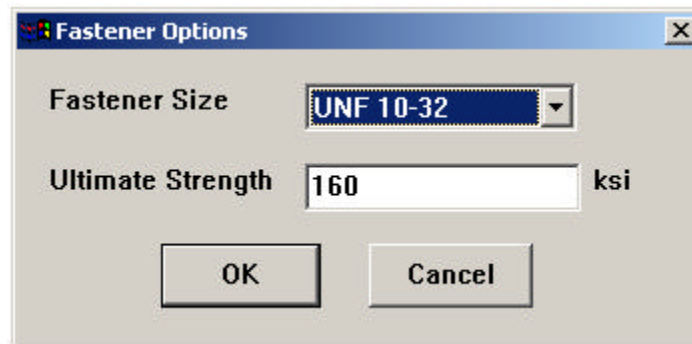 Fastener Options
Fastener Size UNF 10-32
Ultimate Strength 160 ksi
OK Cancel